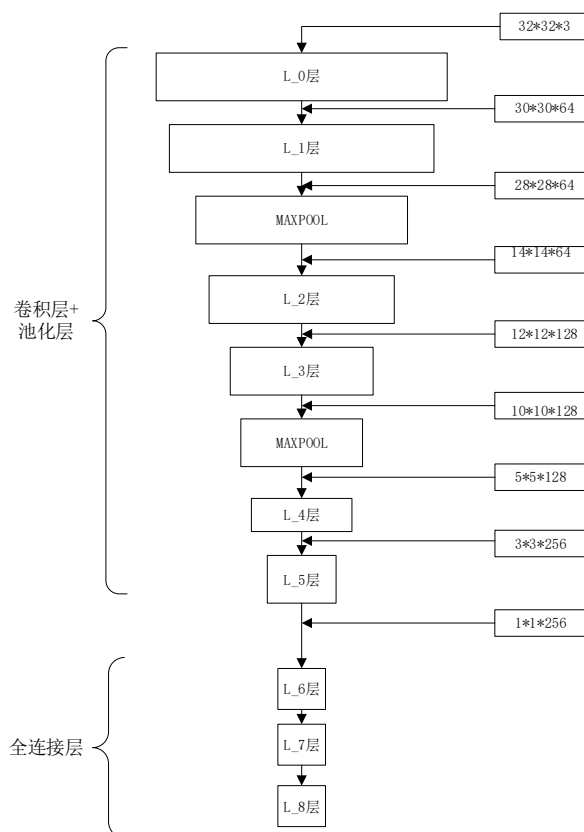 32*32*3
L_0层
30*30*64
L_1层
28*28*64
MAXPOOL
14*14*64
L_2层
卷积层+
池化层
12*12*128
L_3层
10*10*128
MAXPOOL
5*5*128
L_4层
3*3*256
L_5层
1*1*256
L_6层
全连接层
L_7层
L_8层